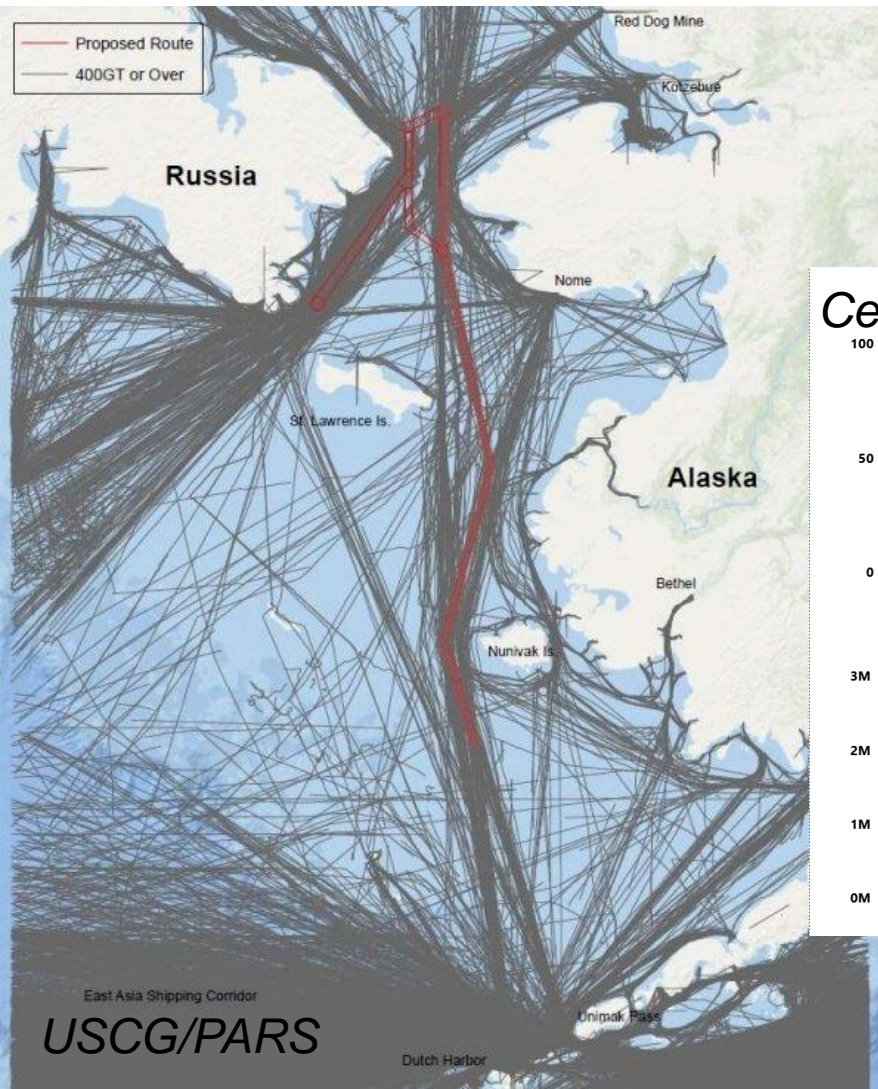 Proposed Route
400GT or Over
Red Dog Mine
Kotzebue
Russia
Nome
Ce
100
St. Lawrence Is.
50
Alaska
0
Bethel
Nunivak Is.
3M
2M
1M
0M
East Asia Shipping Corridor
Unimak Pass
USCG/PARS
Dutch Harbor